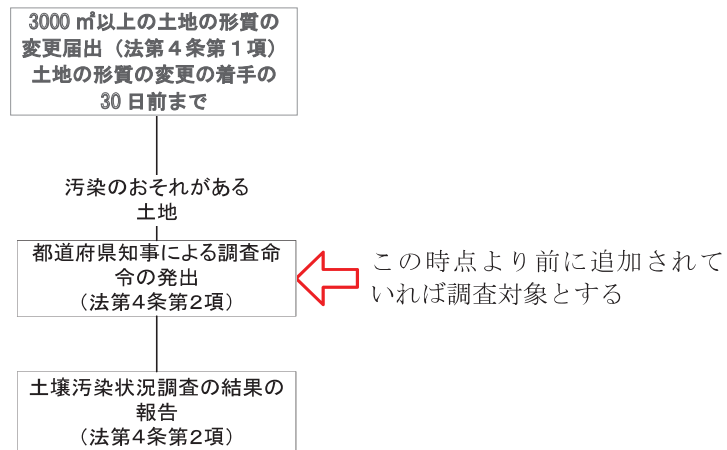 3000 ㎡以上の土地の形質の
変更届出（法第４条第１項）
土地の形質の変更の着手の
30 日前まで
汚染のおそれがある
土地
都道府県知事による調査命
令の発出
（法第４条第２項）
この時点より前に追加されて
いれば調査対象とする
土壌汚染状況調査の結果の
報告
（法第４条第２項）